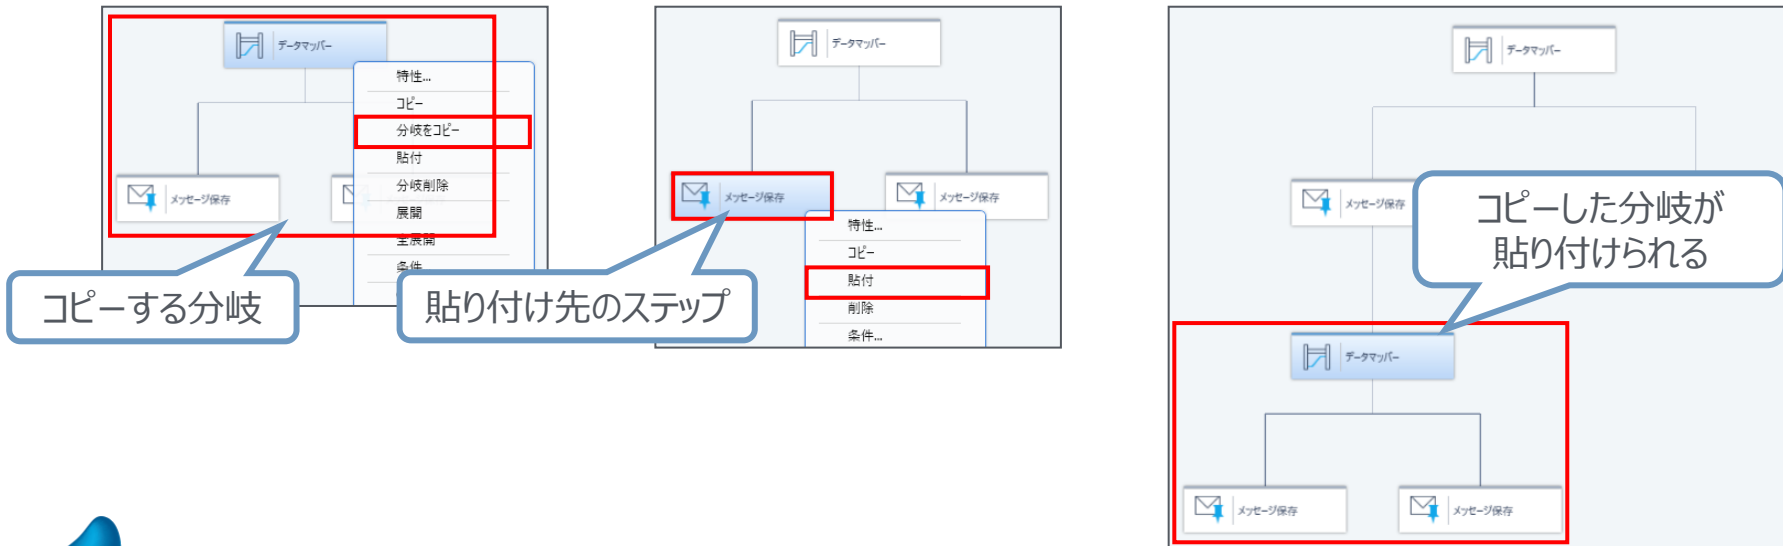 データマッパー
特性...
コピー
分岐をコピー
貼付
分岐削除
展開
全展開
条件
メッセージ保存
コピーする分岐
データマッパー
メッセージ保存
メッセージ保存
特性...
コピー
貼付
削除
条件...
貼り付け先のステップ
データマッパー
メッセージ保存
コピーした分岐が
貼り付けられる
データマッパー
メッセージ保存
メッセージ保存